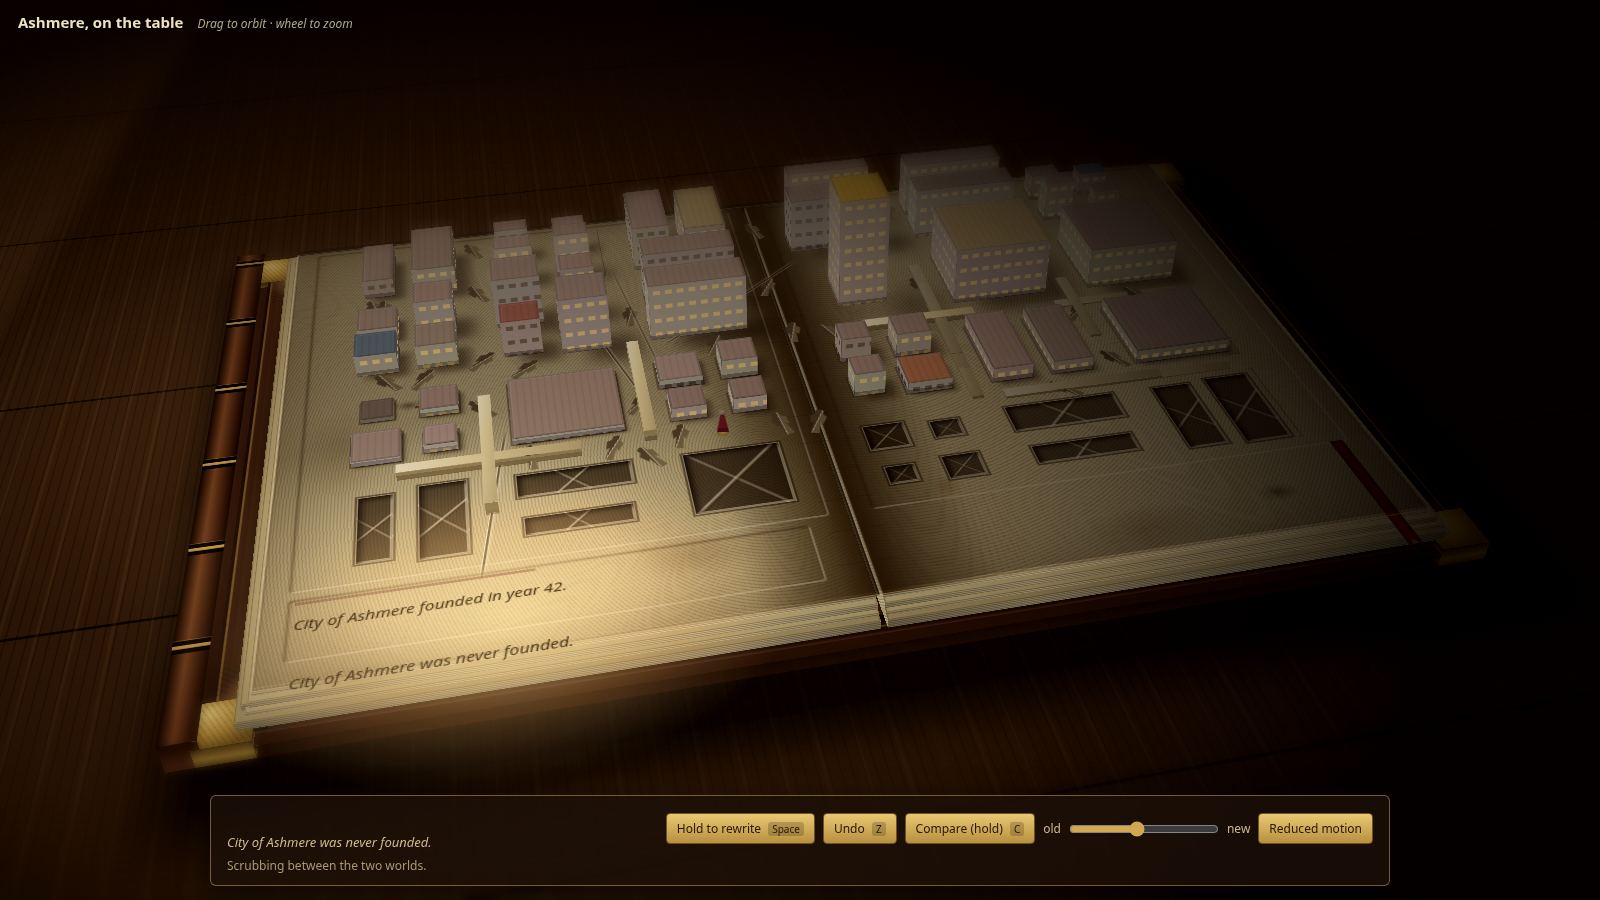 Ashmere, on the table Drag to orbit · wheel to zoom
City of Ashmere founded in year 42.
City of Ashmere was never founded.
Hold to rewrite Space Undo Z Compare (hold) C old new Reduced motion
City of Ashmere was never founded.
Scrubbing between the two worlds.